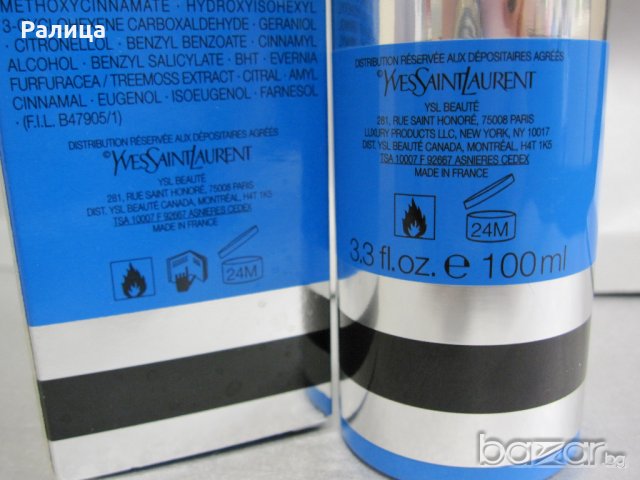 Ралица
METHOXYCINNAMATE · HYDROXYISOHEXYL
3-CYCLOHEXENE CARBOXALDEHYDE · GERANIOL
· CITRONELLOL · BENZYL BENZOATE · CINNAMYL
ALCOHOL · BENZYL SALICYLATE · BHT · EVERNIA
FURFURACEA / TREEMOSS EXTRACT · CITRAL · AMYL
CINNAMAL · EUGENOL · ISOEUGENOL · FARNESOL ·
· (F.I.L. B47905/1)
DISTRIBUTION RÉSERVÉE AUX DÉPOSITAIRES AGRÉÉS
©YVESSAINTLAURENT
YSL BEAUTÉ
281, RUE SAINT HONORÉ, 75008 PARIS
DIST. YSL BEAUTÉ CANADA, MONTRÉAL, H4T 1K5
TSA 10007 F 92667 ASNIERES CEDEX
MADE IN FRANCE
24M
DISTRIBUTION RÉSERVÉE AUX DÉPOSITAIRES AGRÉÉS
©YVESSAINTLAURENT
YSL BEAUTÉ
281, RUE SAINT HONORÉ, 75008 PARIS
LUXURY PRODUCTS LLC, NEW YORK, NY, 10017
DIST. YSL BEAUTÉ CANADA, MONTRÉAL, H4T 1K5
TSA 10007 F 92667 ASNIERES CEDEX
MADE IN FRANCE
24M
3.3 fl.oz. e 100 ml
bazar.bg